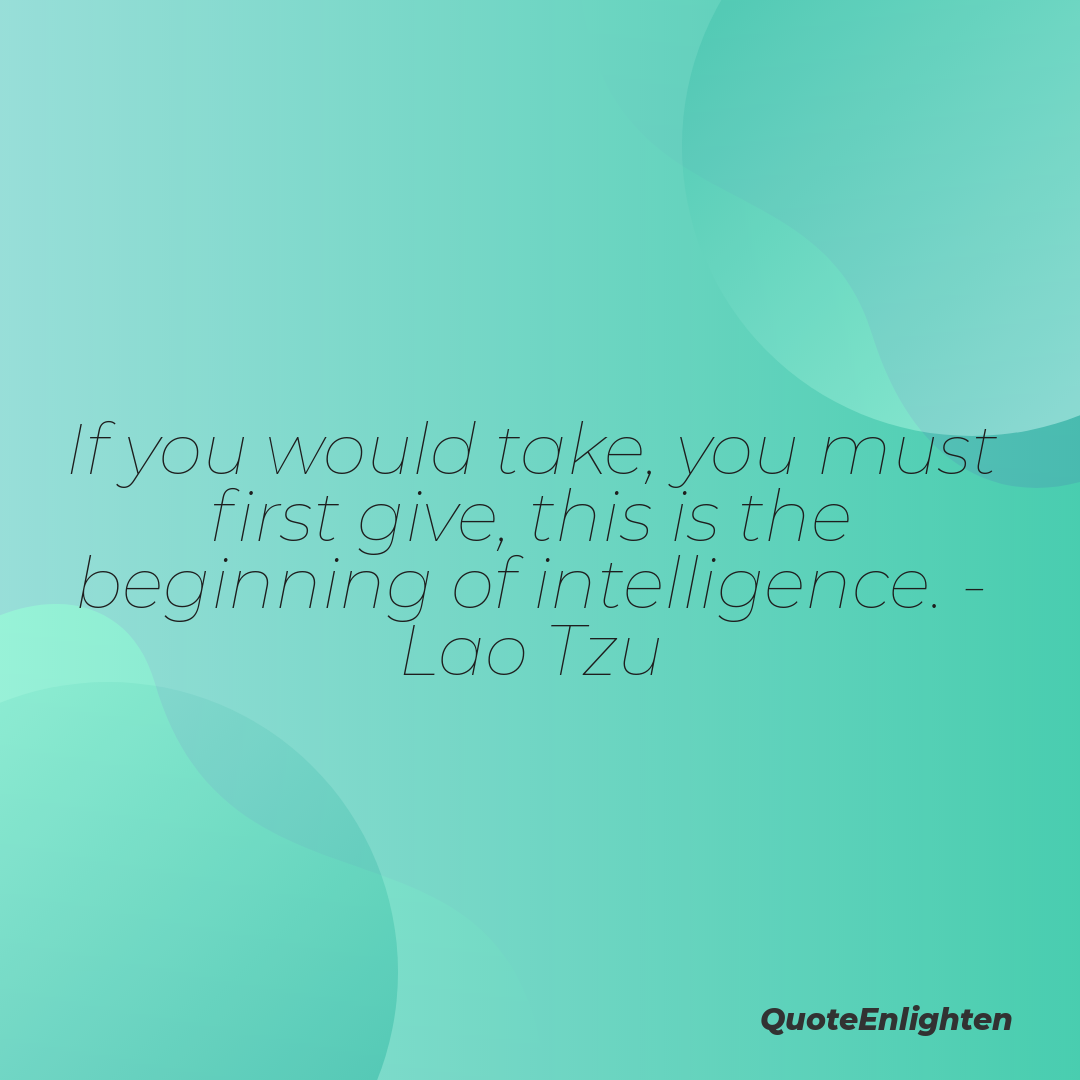 If you would take, you must
first give, this is the
beginning of intelligence. -
Lao Tzu
QuoteEnlighten